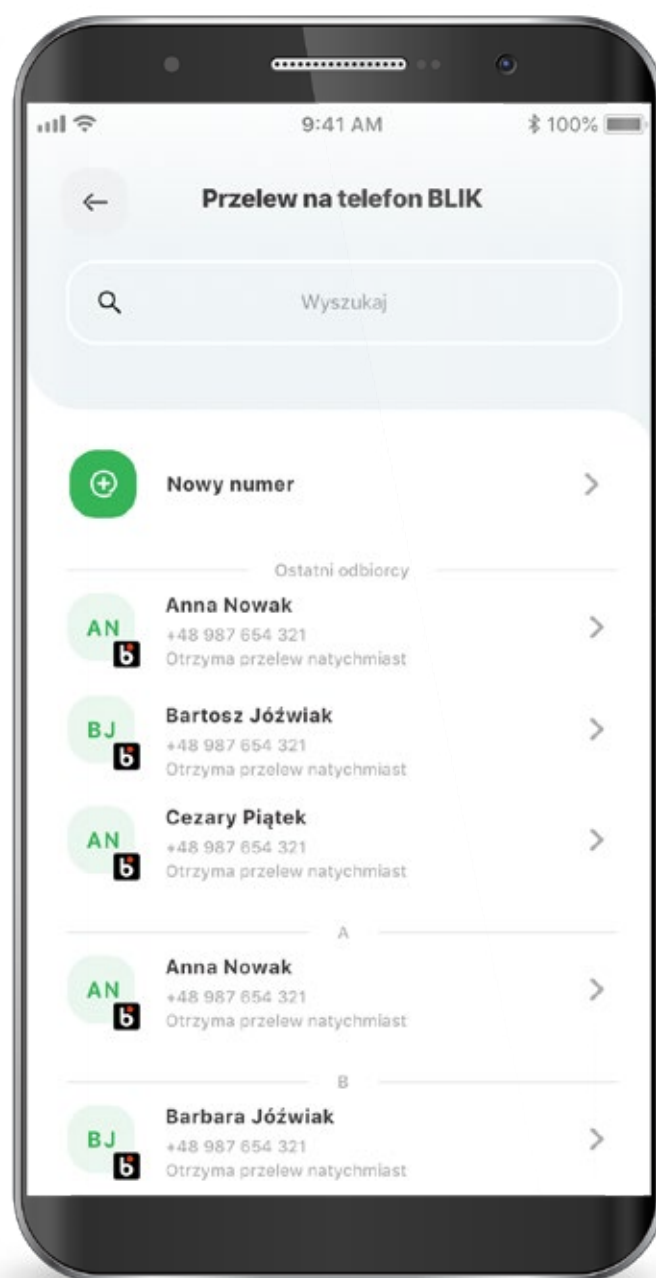 9:41 AM
100%
Przelew na telefon BLIK
Wyszukaj
Nowy numer
Ostatni odbiorcy
AN
Anna Nowak
+48 987 654 321
Otrzyma przelew natychmiast
BJ
Bartosz Jóźwiak
+48 987 654 321
Otrzyma przelew natychmiast
AN
Cezary Piątek
+48 987 654 321
Otrzyma przelew natychmiast
A
AN
Anna Nowak
+48 987 654 321
Otrzyma przelew natychmiast
B
BJ
Barbara Jóźwiak
+48 987 654 321
Otrzyma przelew natychmiast